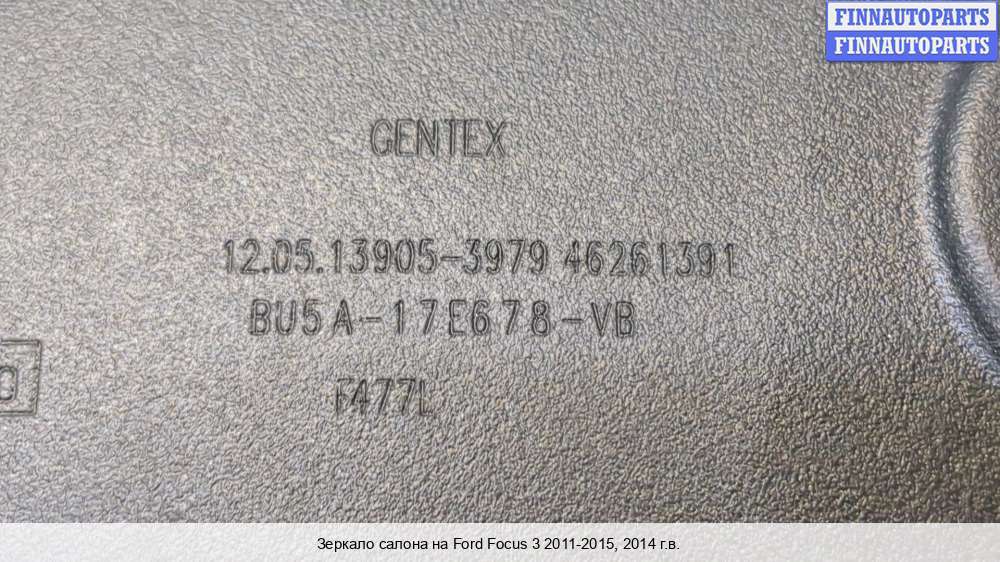 FINNAUTOPARTS
FINNAUTOPARTS
GENTEX
12.05.13905-3979 46261391
BU5A-17E678-VB
F477L
Зеркало салона на Ford Focus 3 2011-2015, 2014 г.в.